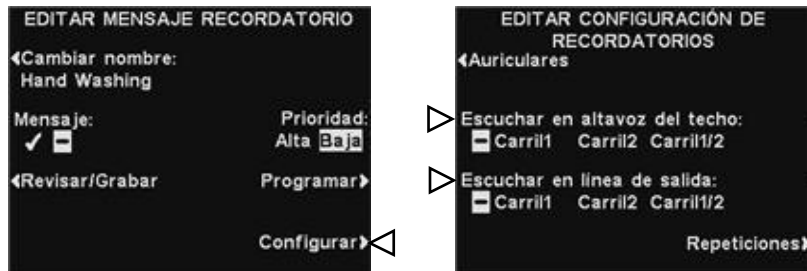 EDITAR MENSAJE RECORDATORIO
Cambiar nombre:
Hand Washing
Mensaje:
Prioridad:
Alta Baja
Revisar/Grabar
Programar
Configurar
EDITAR CONFIGURACIÓN DE
RECORDATORIOS
Auriculares
Escuchar en altavoz del techo:
Carril1 Carril2 Carril1/2
Escuchar en línea de salida:
Carril1 Carril2 Carril1/2
Repeticiones